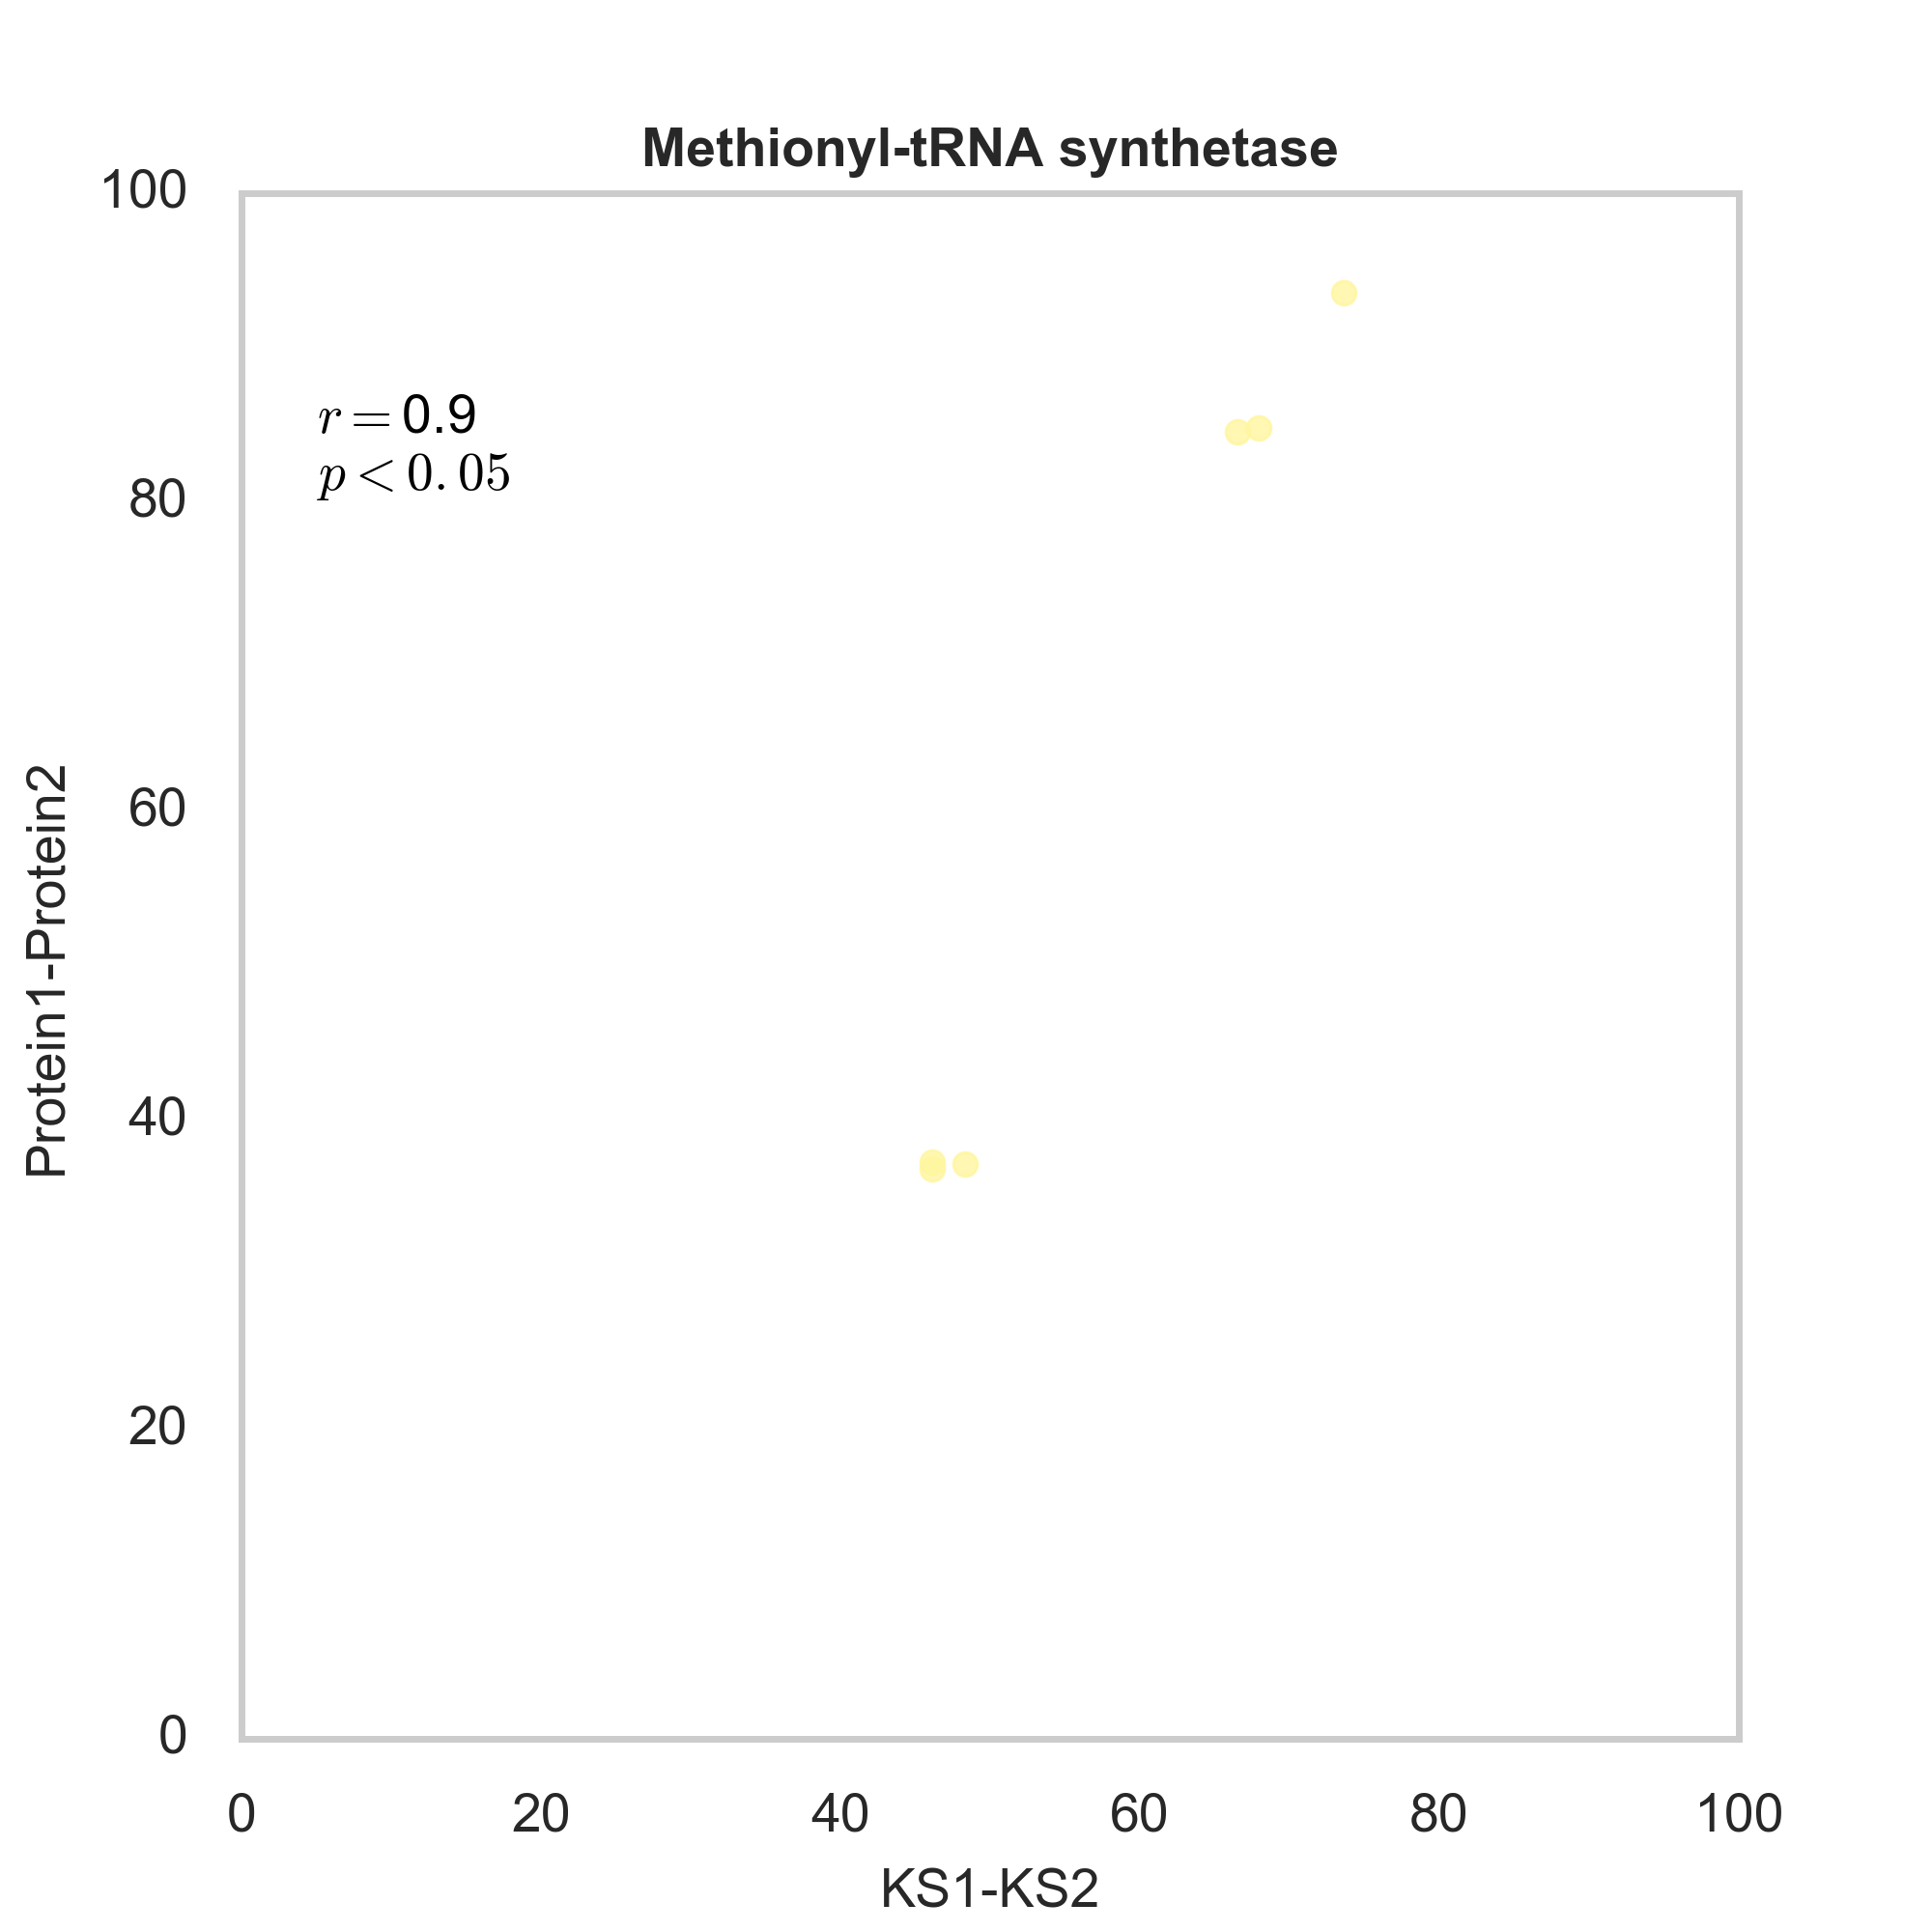 Methionyl-tRNA synthetase
100
r = 0.9
p < 0.05
80
60
40
20
0
Protein1-Protein2
0 20 40 60 80 100
KS1-KS2